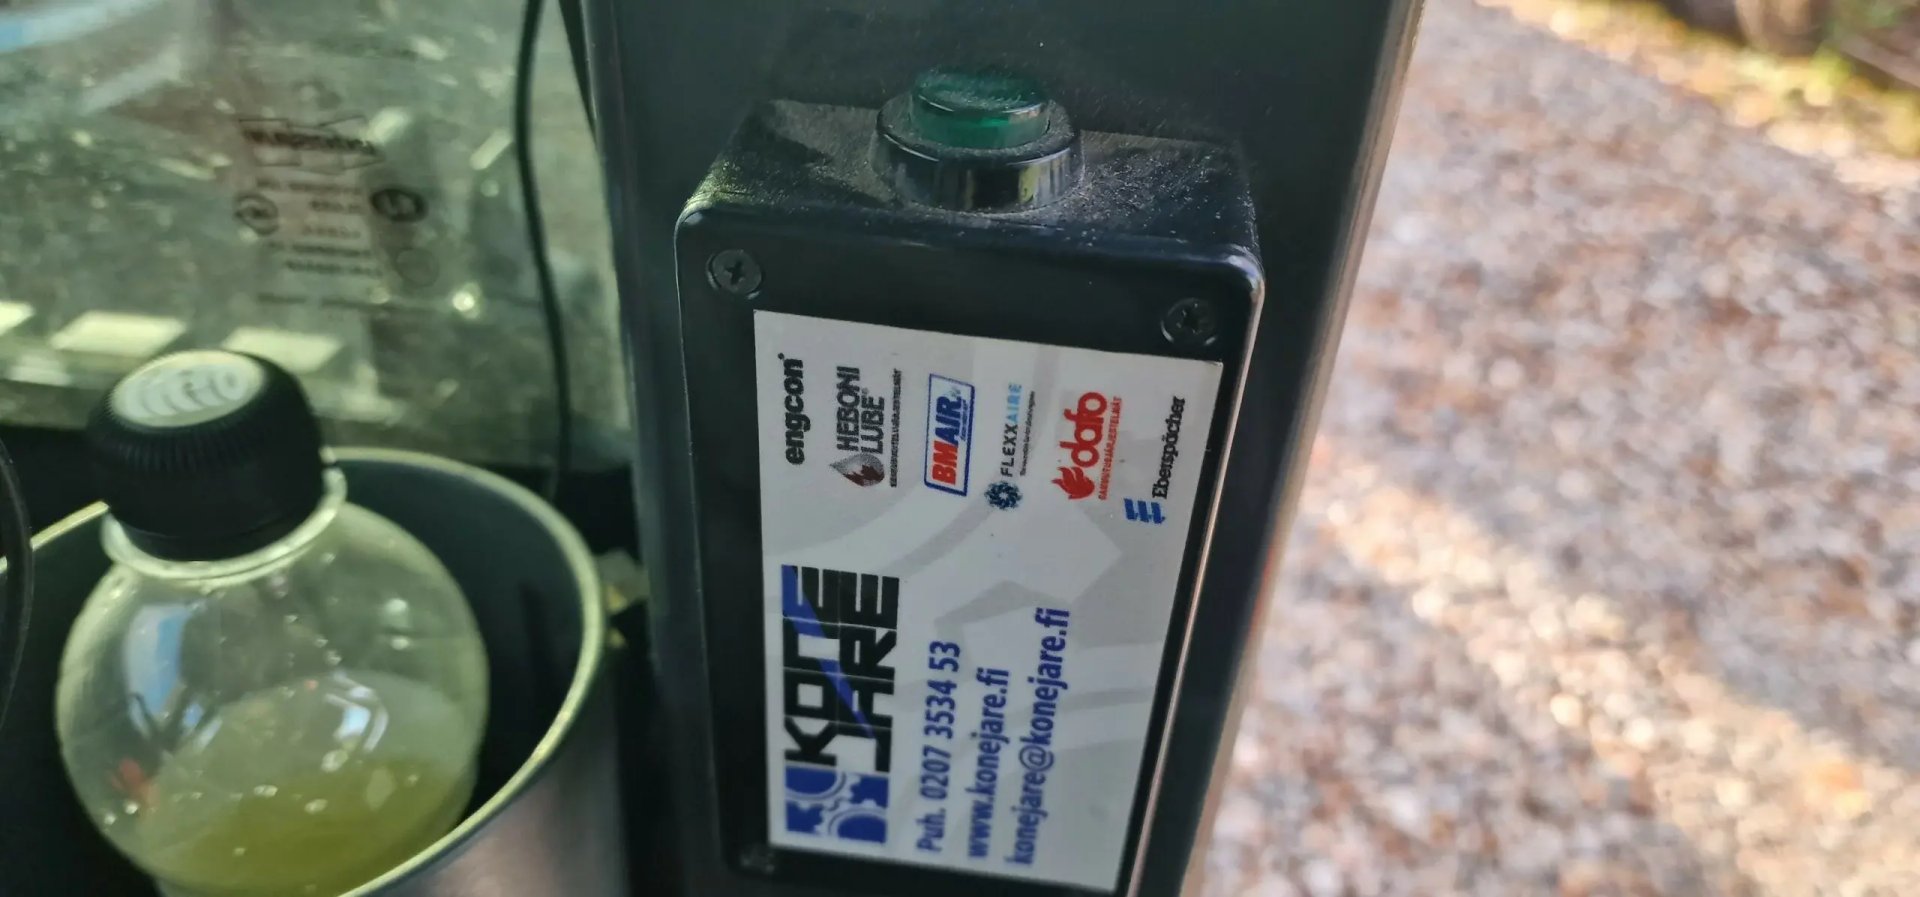 engcon
HEBONI
LUBE
BMAIR
FLEXXAIRE
dafo
SAMMUTUSJÄRJESTELMÄT
Eberspächer
KONE
JARE
Puh. 0207 3534 53
www.konejare.fi
konejare@konejare.fi